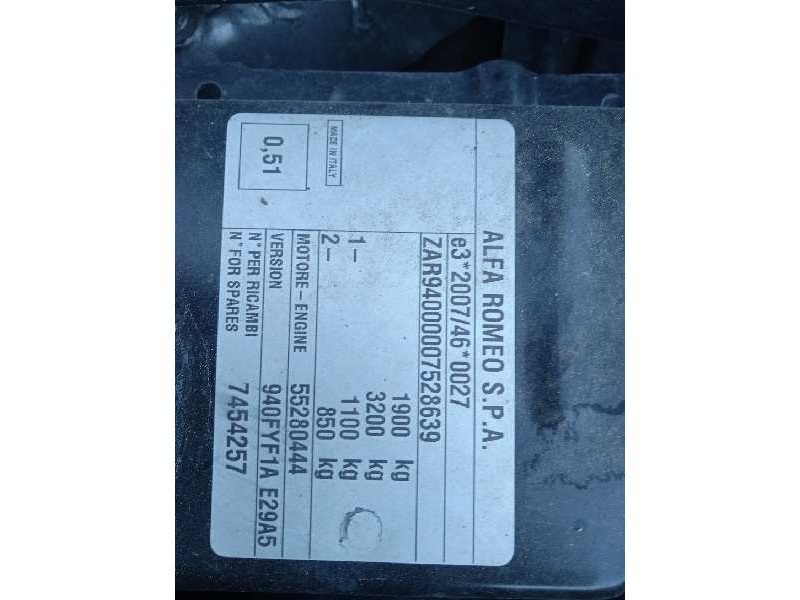 ALFA ROMEO S.P.A.
e3*2007/46*0027
ZAR94000007528639
1900 kg
3200 kg
1– 1100 kg
2– 850 kg
MOTORE–ENGINE 55280444
VERSION 940FYF1A E29A5
N° PER RICAMBI
N° FOR SPARES 7454257
MADE IN ITALY
0,51